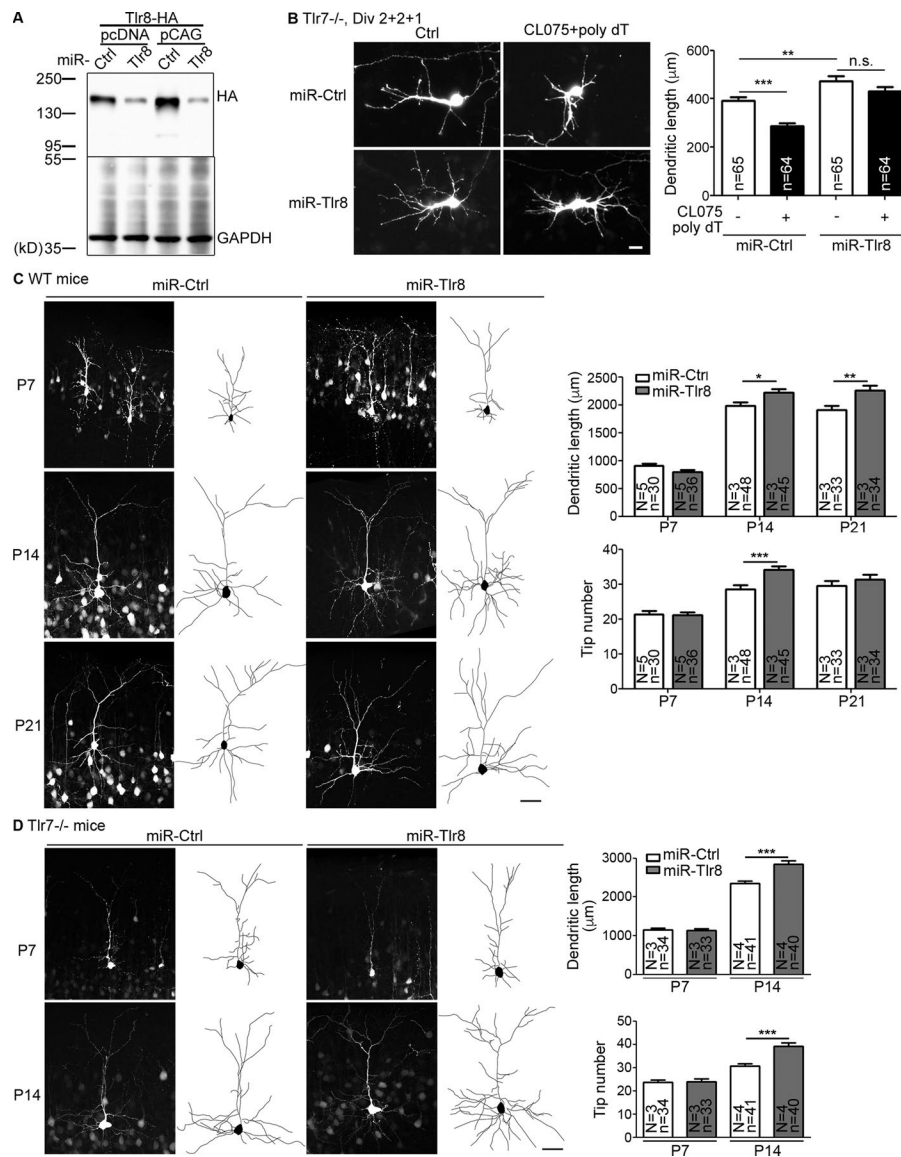 A
Tlr8-HA
pcDNA pCAG
miR- Ctrl Tlr8 Ctrl Tlr8
250
130
95
55
(kD) 35
HA
GAPDH
B Tlr7-/-, Div 2+2+1
Ctrl
CL075+poly dT
miR-Ctrl
miR-Tlr8
Dendritic length (μm)
600
400
200
0
***
**
n.s.
n=65
n=64
n=65
n=64
CL075
poly dT
- + - +
miR-Ctrl miR-Tlr8
C WT mice
miR-Ctrl
miR-Tlr8
P7
P14
P21
Dendritic length (μm)
2500
2000
1500
1000
500
0
miR-Ctrl
miR-Tlr8
*
**
N=5
n=30
N=5
n=36
N=3
n=48
N=3
n=45
N=3
n=33
N=3
n=34
P7 P14 P21
Tip number
40
30
20
10
0
***
N=5
n=30
N=5
n=36
N=3
n=48
N=3
n=45
N=3
n=33
N=3
n=34
P7 P14 P21
D Tlr7-/- mice
miR-Ctrl
miR-Tlr8
P7
P14
Dendritic length
(μm)
3000
2000
1000
0
miR-Ctrl
miR-Tlr8
***
N=3
n=34
N=3
n=33
N=4
n=41
N=4
n=40
P7 P14
Tip number
50
40
30
20
10
0
***
N=3
n=34
N=3
n=33
N=4
n=41
N=4
n=40
P7 P14